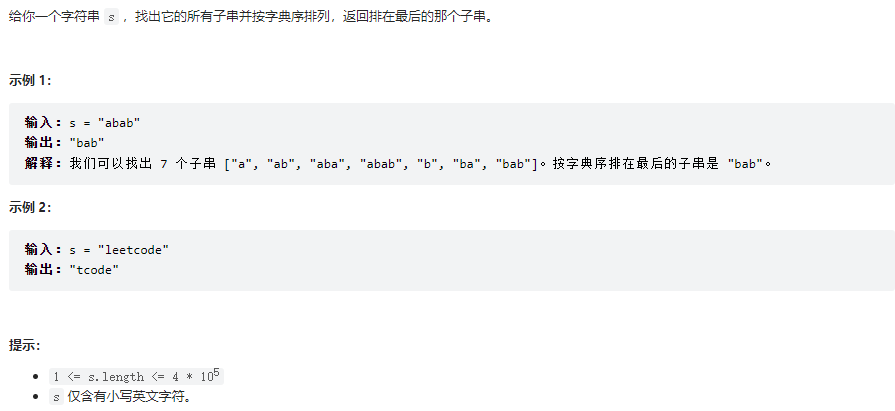 给你一个字符串 s ，找出它的所有子串并按字典序排列，返回排在最后的那个子串。
示例 1：
输入：s = "abab"
输出："bab"
解释：我们可以找出 7 个子串 ["a", "ab", "aba", "abab", "b", "ba", "bab"]。按字典序排在最后的子串是 "bab"。
示例 2：
输入：s = "leetcode"
输出："tcode"
提示：
• 1 <= s.length <= 4 * 10⁵
• s 仅含有小写英文字符。